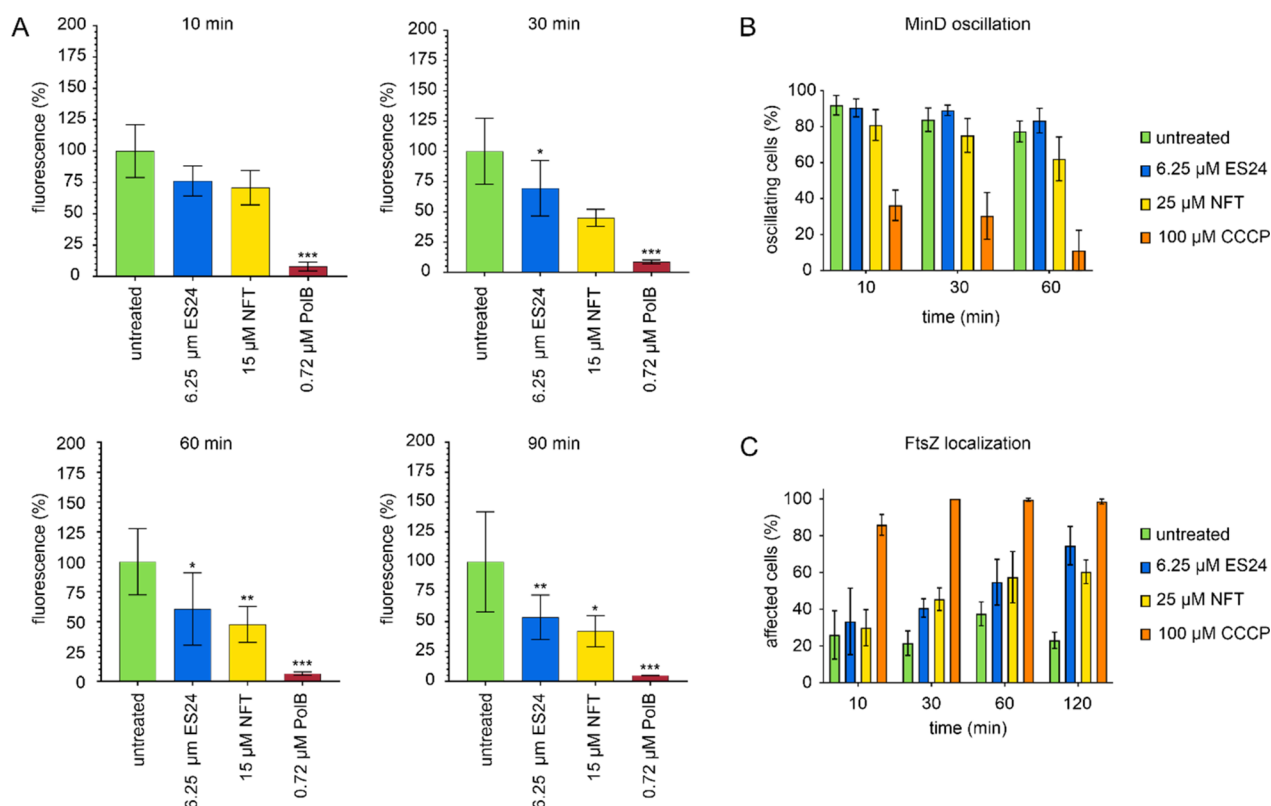 A
10 min
fluorescence (%)
200
175
150
125
100
75
50
25
0
***
untreated
6.25 µm ES24
15 µM NFT
0.72 µM PolB
30 min
fluorescence (%)
200
175
150
125
100
75
50
25
0
*
***
untreated
6.25 µm ES24
15 µM NFT
0.72 µM PolB
B
MinD oscillation
oscillating cells (%)
100
80
60
40
20
0
10 30 60
time (min)
untreated
6.25 µM ES24
25 µM NFT
100 µM CCCP
60 min
fluorescence (%)
200
175
150
125
100
75
50
25
0
*
**
***
untreated
6.25 µm ES24
15 µM NFT
0.72 µM PolB
90 min
fluorescence (%)
200
175
150
125
100
75
50
25
0
**
*
***
untreated
6.25 µm ES24
15 µM NFT
0.72 µM PolB
C
FtsZ localization
affected cells (%)
100
80
60
40
20
0
10 30 60 120
time (min)
untreated
6.25 µM ES24
25 µM NFT
100 µM CCCP